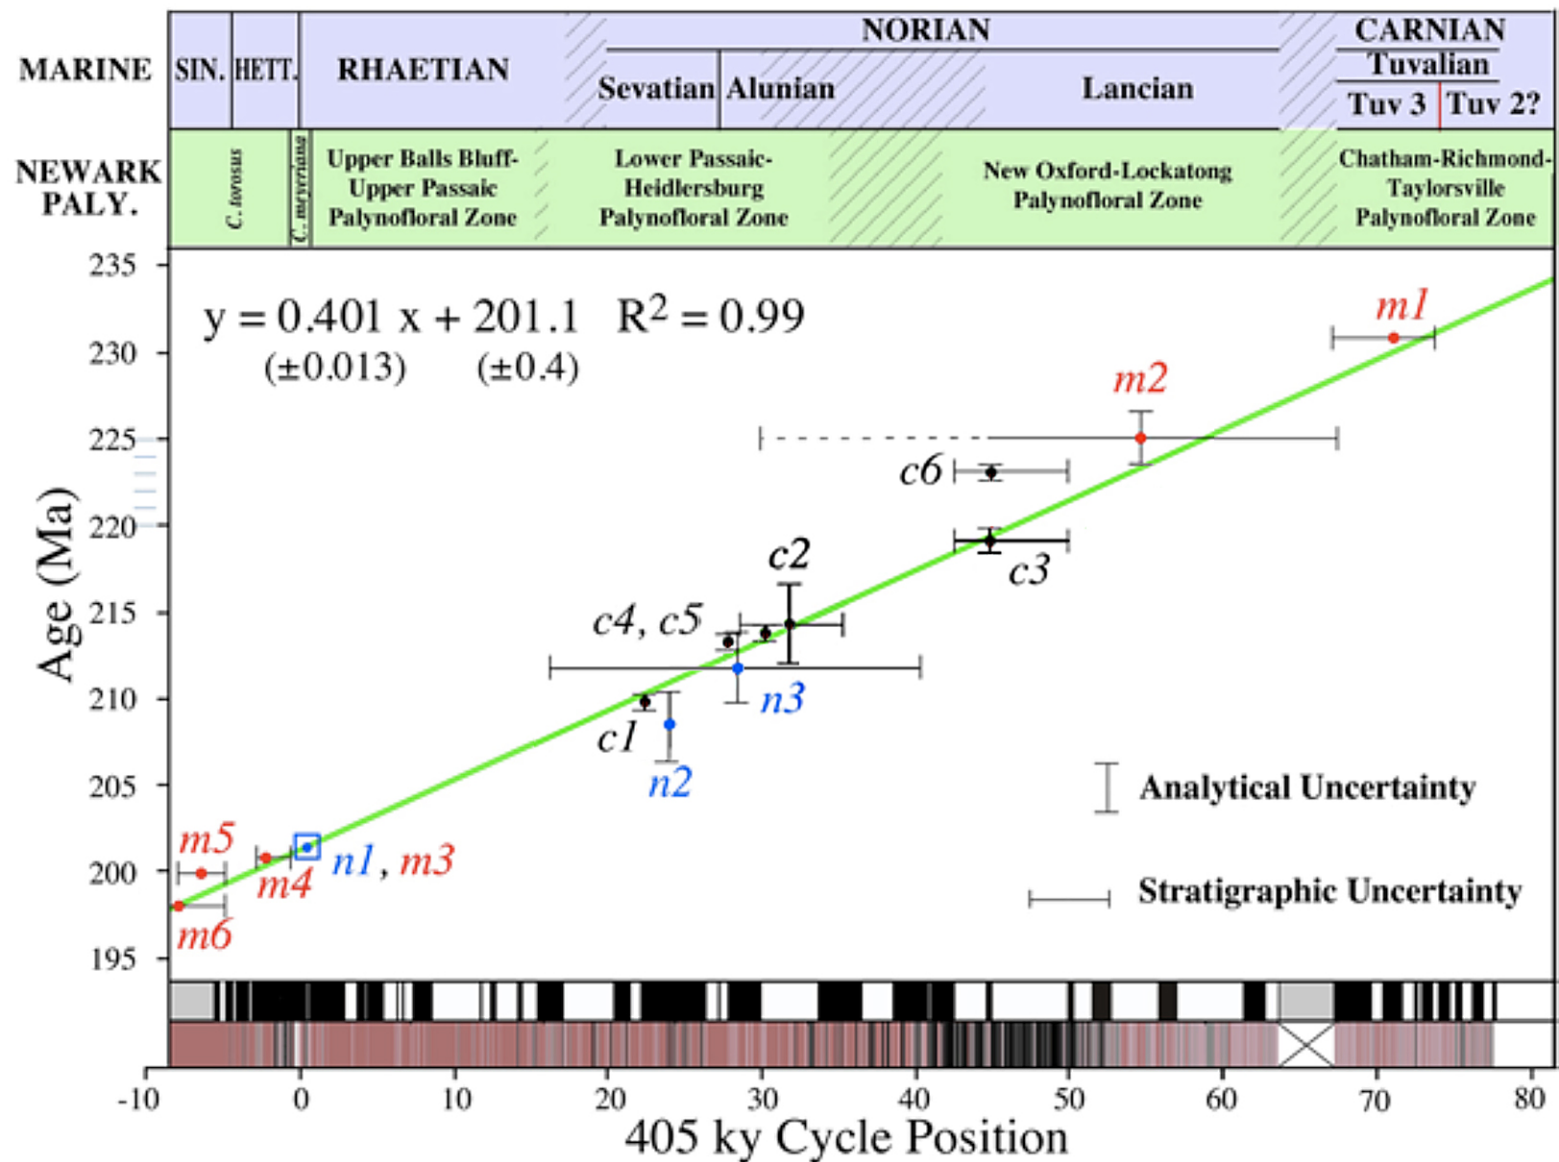 MARINE
SIN.
HETT.
RHAETIAN
NORIAN
Sevatian
Alunian
Lancian
CARNIAN
Tuvalian
Tuv 3
Tuv 2?
NEWARK
PALY.
C. torosus
C. meyeriana
Upper Balls Bluff-
Upper Passaic
Palynofloral Zone
Lower Passaic-
Heidlersburg
Palynofloral Zone
New Oxford-Lockatong
Palynofloral Zone
Chatham-Richmond-
Taylorsville
Palynofloral Zone
y = 0.401 x + 201.1 R² = 0.99
(±0.013) (±0.4)
Age (Ma)
235
230
225
220
215
210
205
200
195
m1
m2
c6
c3
c2
c4, c5
n3
c1
n2
m5
m4
n1, m3
m6
Analytical Uncertainty
Stratigraphic Uncertainty
-10 0 10 20 30 40 50 60 70 80
405 ky Cycle Position